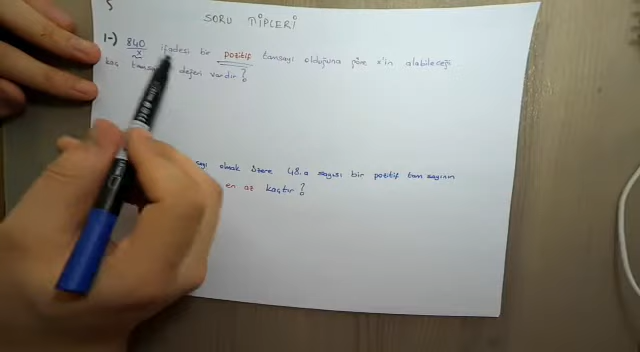 SORU TİPLERİ
1-) 840/x ifadesi bir pozitif tamsayı olduğuna göre x'in alabileceği
kaç değeri vardır?
olmak üzere 48.a sayısı bir pozitif tam sayının
en az kaçtır?